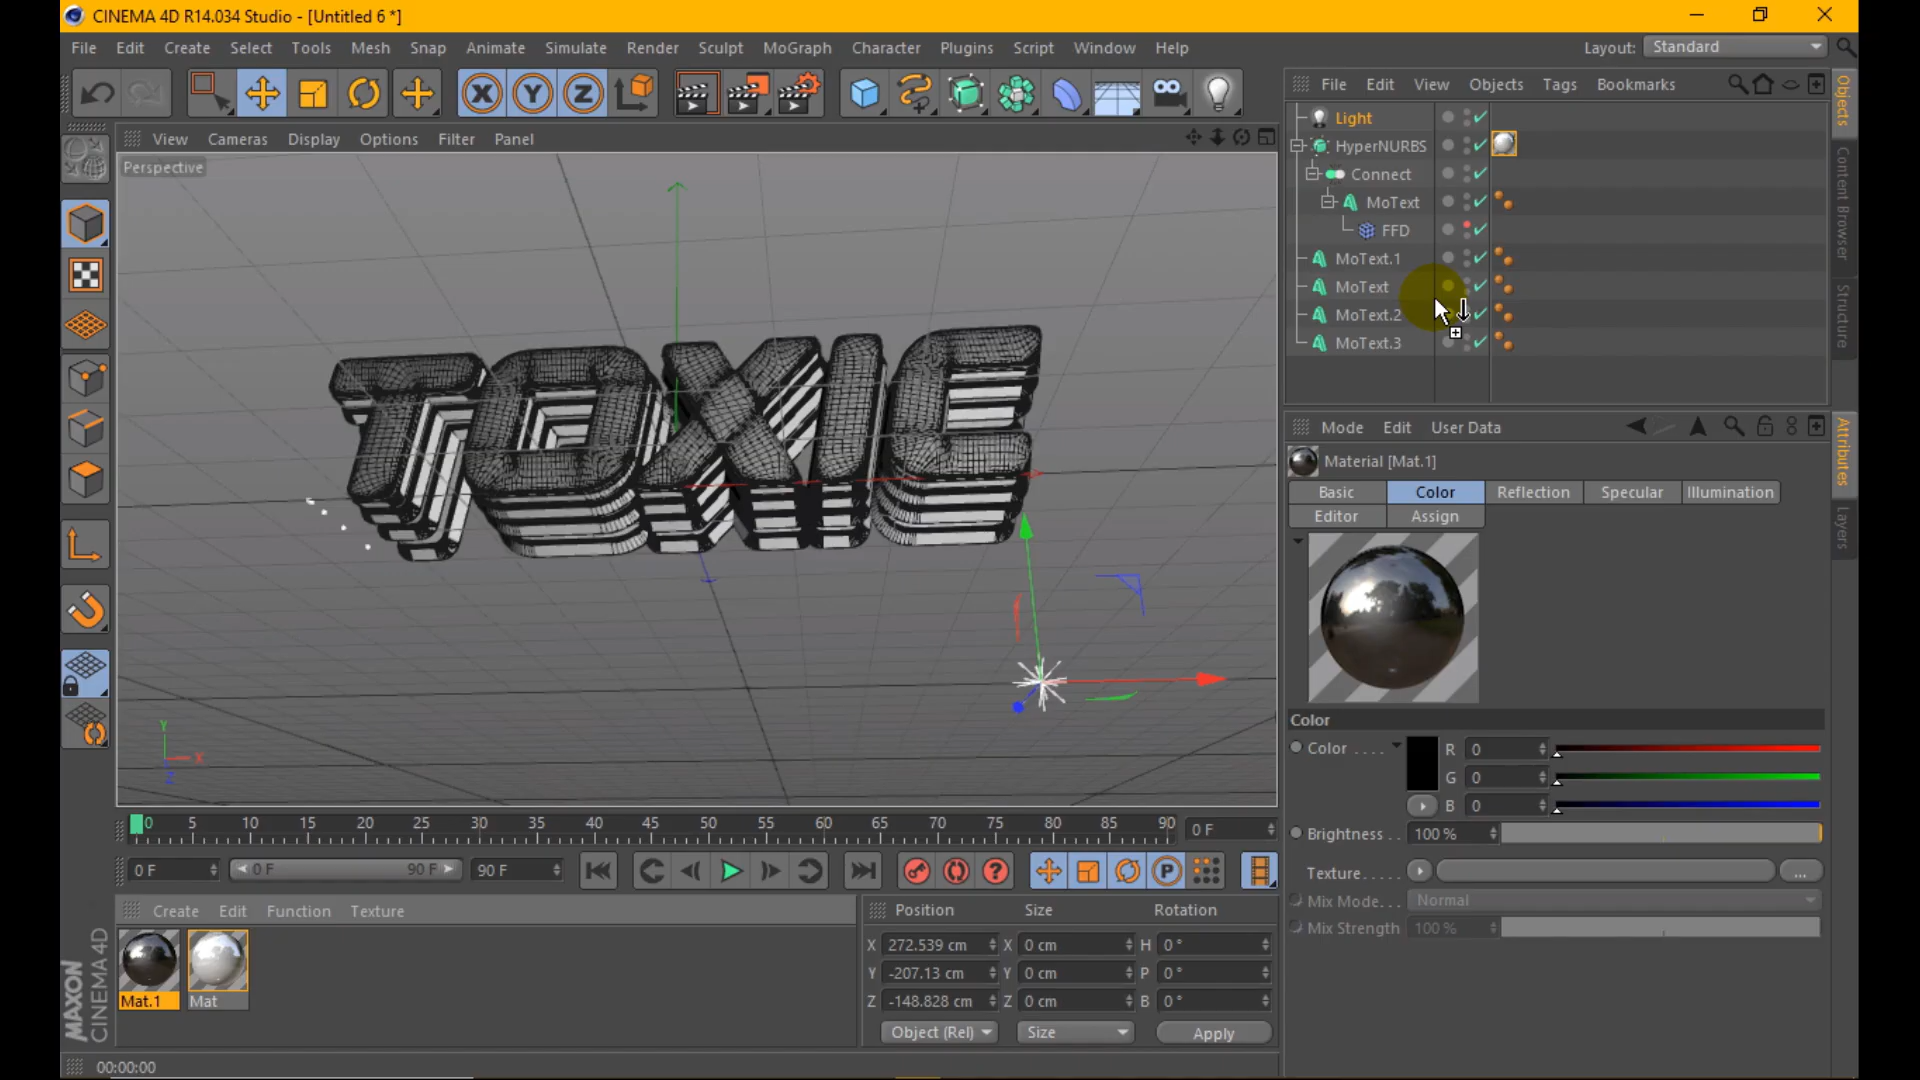 CINEMA 4D R14.034 Studio - [Untitled 6 *]
File Edit Create Select Tools Mesh Snap Animate Simulate Render Sculpt MoGraph Character Plugins Script Window Help
Layout: Standard
File Edit View Objects Tags Bookmarks
View Cameras Display Options Filter Panel
Perspective
Light
HyperNURBS
Connect
MoText
FFD
MoText.1
MoText
MoText.2
MoText.3
Objects
Content Browser
Structure
TOXIC
Mode Edit User Data
Material [Mat.1]
Basic Color Reflection Specular Illumination
Editor Assign
Attributes
Layers
Color
Color . . . . R 0
G 0
B 0
Brightness . . 100 %
Texture . . . . . ...
Mix Mode. . . Normal
Mix Strength 100 %
Y
X
Z
0 5 10 15 20 25 30 35 40 45 50 55 60 65 70 75 80 85 90 0 F
0 F 0 F 90 F 90 F
Create Edit Function Texture
Mat.1 Mat
MAXON
CINEMA 4D
Position Size Rotation
X 272.539 cm X 0 cm H 0 °
Y -207.13 cm Y 0 cm P 0 °
Z -148.828 cm Z 0 cm B 0 °
Object (Rel) Size Apply
00:00:00